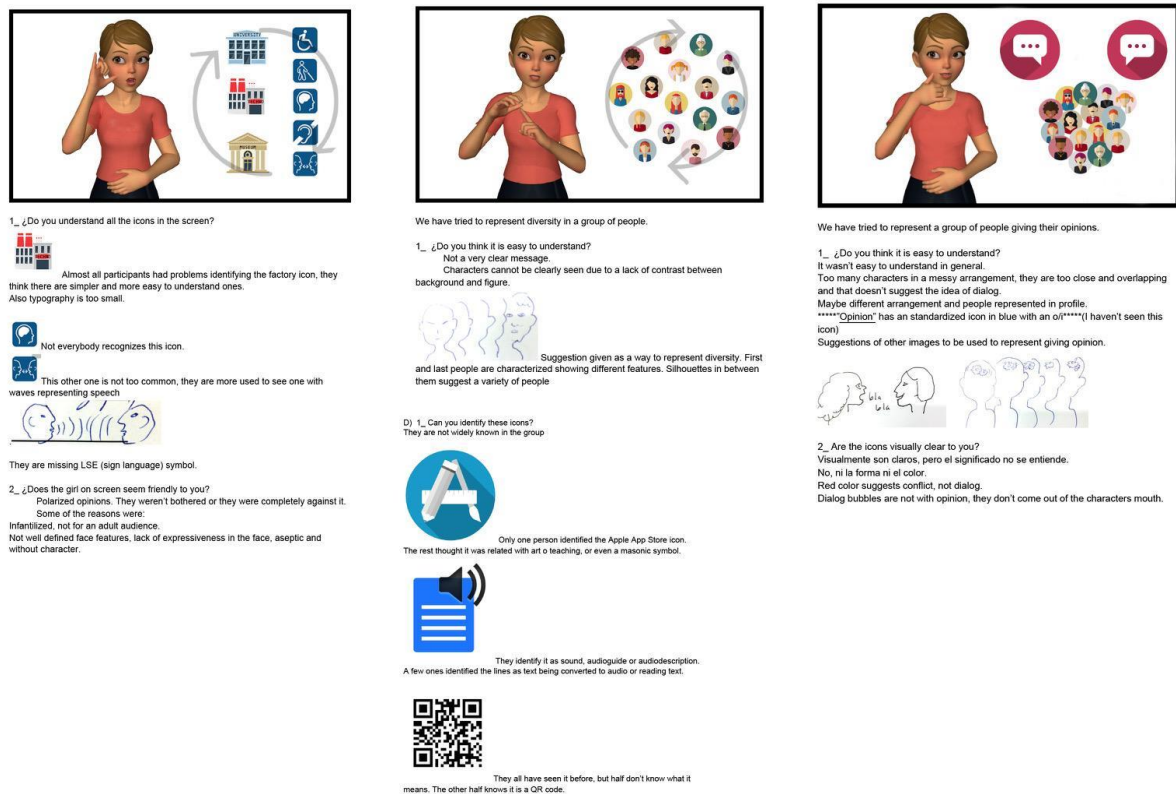 UNIVERSITY
MUSEUM
1_ ¿Do you understand all the icons in the screen?
Almost all participants had problems identifying the factory icon, they
think there are simpler and more easy to understand ones.
Also typography is too small.
Not everybody recognizes this icon.
This other one is not too common, they are more used to see one with
waves representing speech
They are missing LSE (sign language) symbol.
2_ ¿Does the girl on screen seem friendly to you?
Polarized opinions. They weren't bothered or they were completely against it.
Some of the reasons were:
Infantilized, not for an adult audience.
Not well defined face features, lack of expressiveness in the face, aseptic and
without character.
We have tried to represent diversity in a group of people.
1_ ¿Do you think it is easy to understand?
Not a very clear message.
Characters cannot be clearly seen due to a lack of contrast between
background and figure.
Suggestion given as a way to represent diversity. First
and last people are characterized showing different features. Silhouettes in between
them suggest a variety of people
D) 1_ Can you identify these icons?
They are not widely known in the group
Only one person identified the Apple App Store icon.
The rest thought it was related with art o teaching, or even a masonic symbol.
They identify it as sound, audioguide or audiodescription.
A few ones identified the lines as text being converted to audio or reading text.
They all have seen it before, but half don't know what it
means. The other half knows it is a QR code.
We have tried to represent a group of people giving their opinions.
1_ ¿Do you think it is easy to understand?
It wasn't easy to understand in general.
Too many characters in a messy arrangement, they are too close and overlapping
and that doesn't suggest the idea of dialog.
Maybe different arrangement and people represented in profile.
*****"Opinion" has an standardized icon in blue with an o/i*****(I haven't seen this
icon)
Suggestions of other images to be used to represent giving opinion.
bla
bla
2_ Are the icons visually clear to you?
Visualmente son claros, pero el significado no se entiende.
No, ni la forma ni el color.
Red color suggests conflict, not dialog.
Dialog bubbles are not with opinion, they don't come out of the characters mouth.